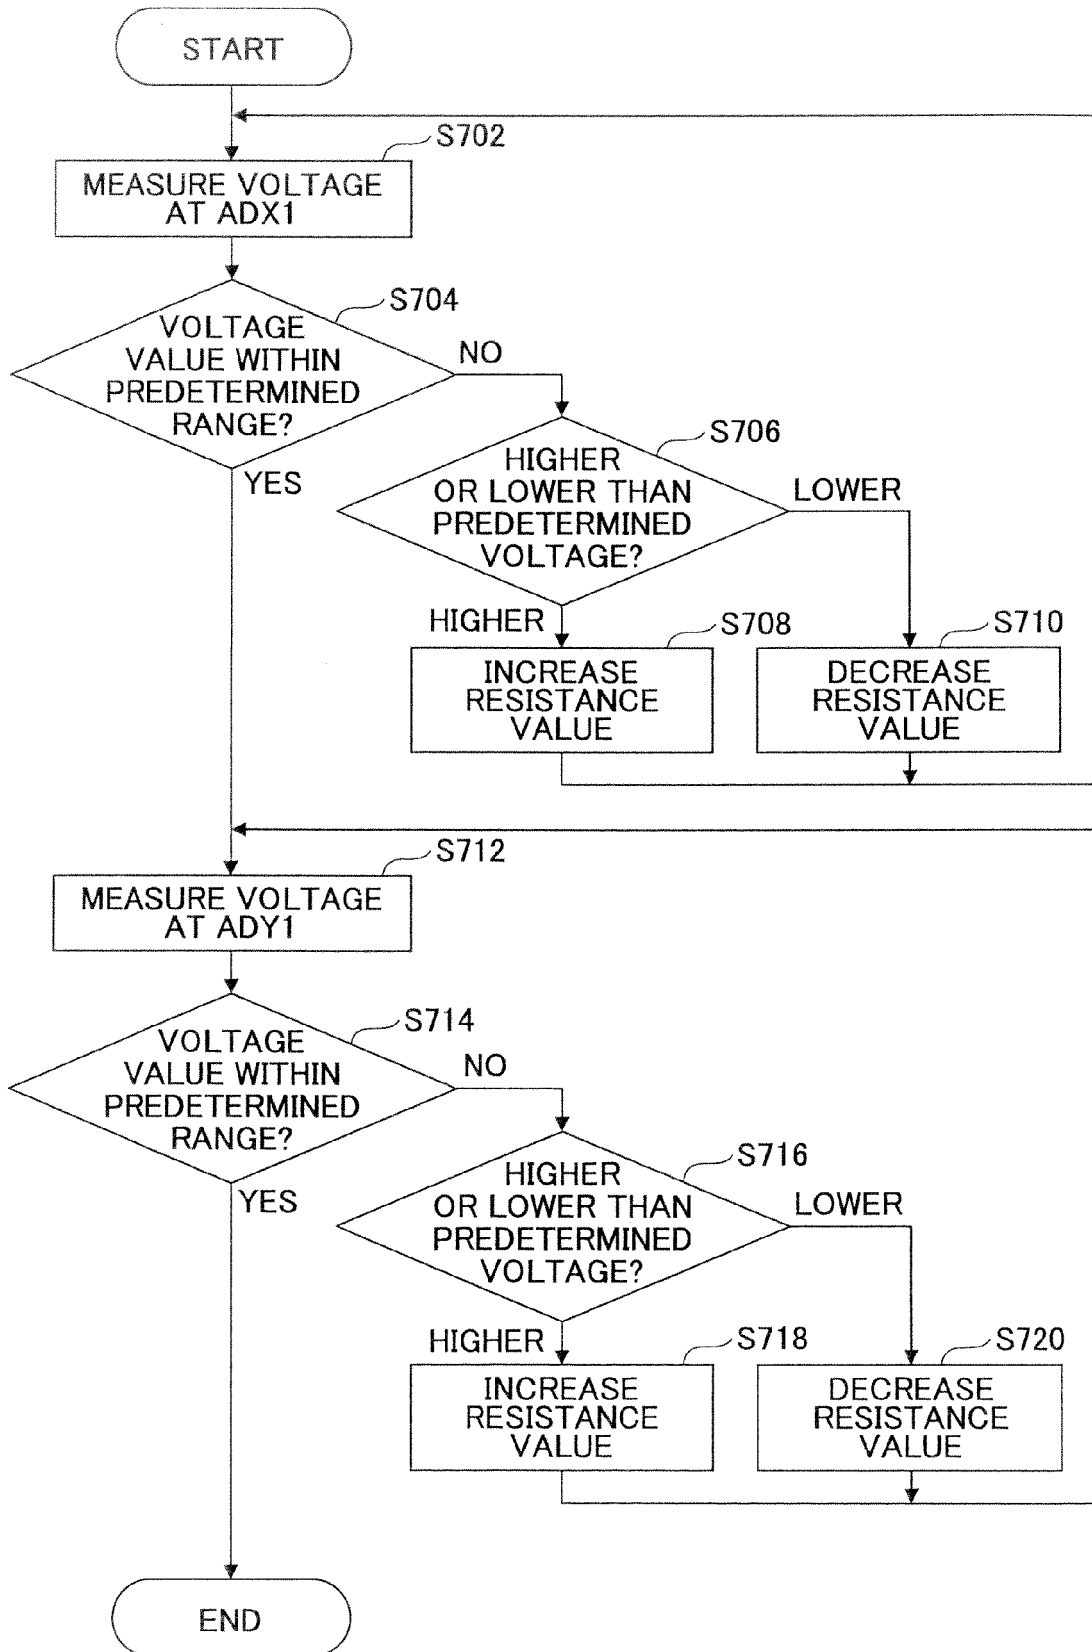 START
S702
MEASURE VOLTAGE
AT ADX1
S704
VOLTAGE
VALUE WITHIN
PREDETERMINED
RANGE?
NO
YES
S706
HIGHER
OR LOWER THAN
PREDETERMINED
VOLTAGE?
LOWER
HIGHER
S708
INCREASE
RESISTANCE
VALUE
S710
DECREASE
RESISTANCE
VALUE
S712
MEASURE VOLTAGE
AT ADY1
S714
VOLTAGE
VALUE WITHIN
PREDETERMINED
RANGE?
NO
YES
S716
HIGHER
OR LOWER THAN
PREDETERMINED
VOLTAGE?
LOWER
HIGHER
S718
INCREASE
RESISTANCE
VALUE
S720
DECREASE
RESISTANCE
VALUE
END